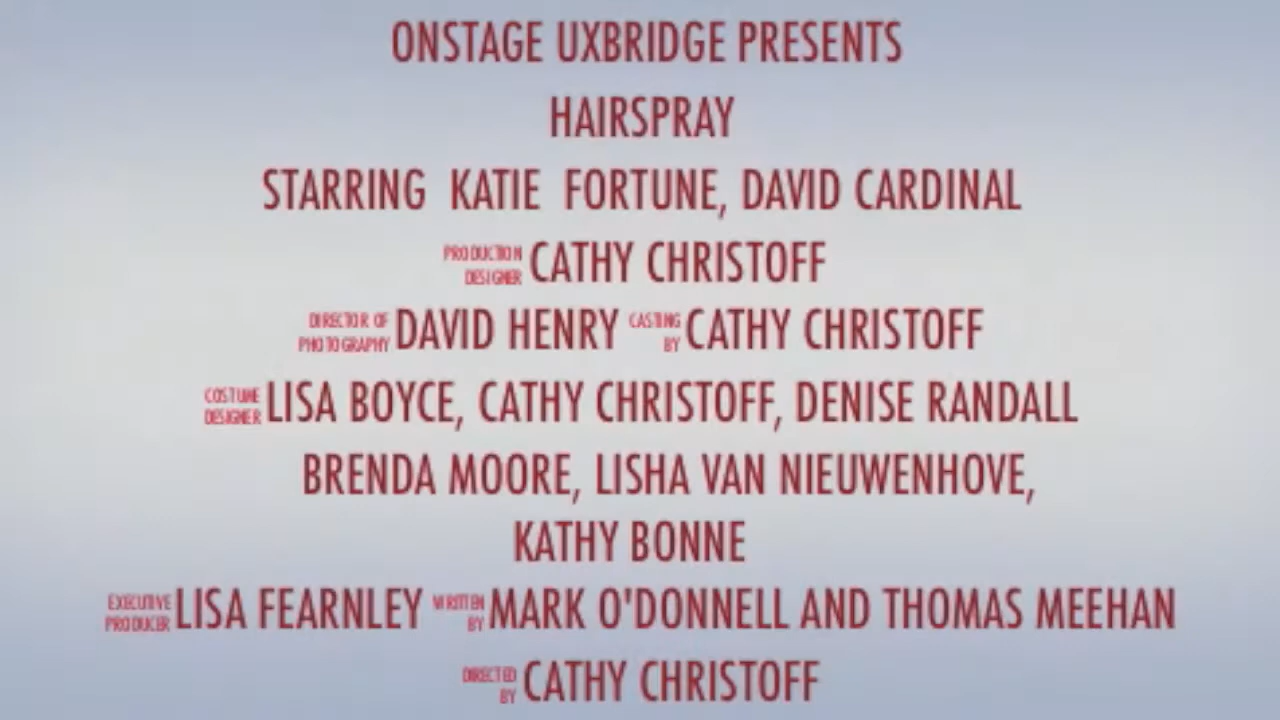 ONSTAGE UXBRIDGE PRESENTS
HAIRSPRAY
STARRING KATIE FORTUNE, DAVID CARDINAL
PRODUCTION DESIGNER CATHY CHRISTOFF
DIRECTOR OF PHOTOGRAPHY DAVID HENRY CASTING BY CATHY CHRISTOFF
COSTUME DESIGNER LISA BOYCE, CATHY CHRISTOFF, DENISE RANDALL
BRENDA MOORE, LISHA VAN NIEUWENHOVE,
KATHY BONNE
EXECUTIVE PRODUCER LISA FEARNLEY WRITTEN BY MARK O'DONNELL AND THOMAS MEEHAN
DIRECTED BY CATHY CHRISTOFF